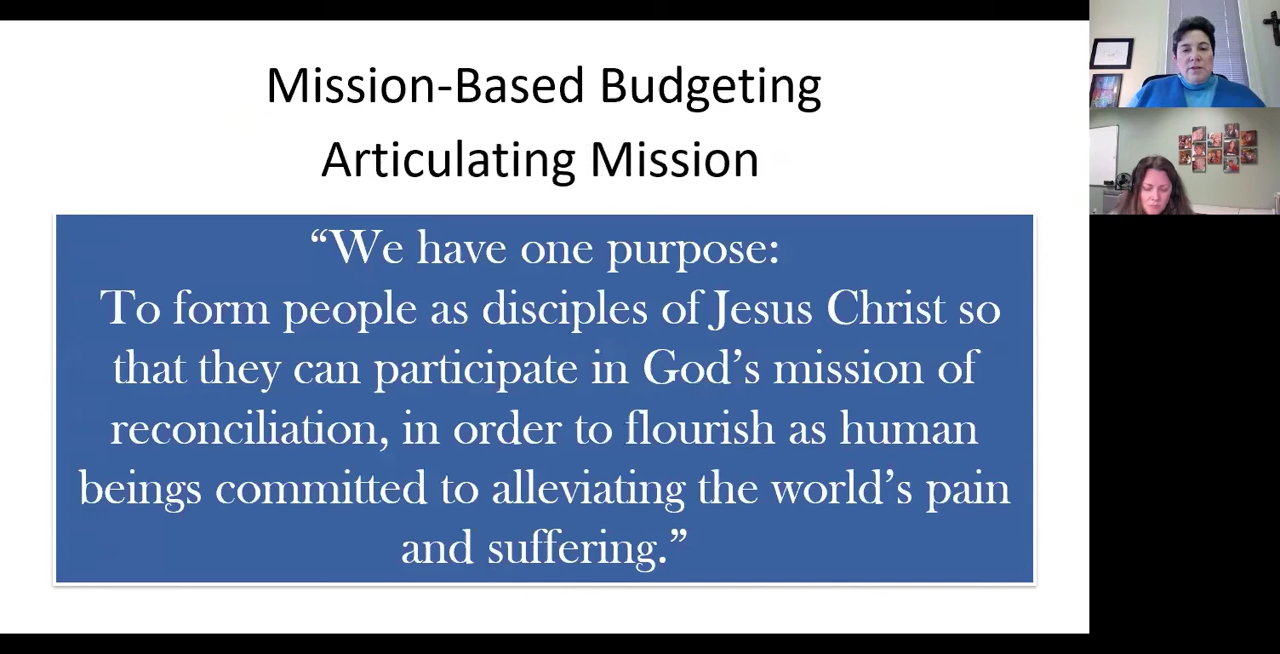 Mission-Based Budgeting
Articulating Mission
“We have one purpose:
To form people as disciples of Jesus Christ so
that they can participate in God’s mission of
reconciliation, in order to flourish as human
beings committed to alleviating the world’s pain
and suffering.”